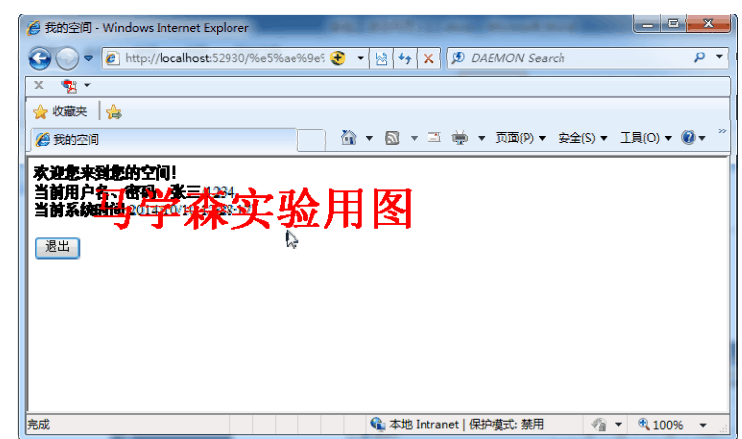 我的空间 - Windows Internet Explorer
http://localhost:52930/%e5%ae%9e%
DAEMON Search
x
收藏夹
我的空间
页面(P) 安全(S) 工具(O) »
欢迎您来到您的空间!
当前用户名、密码：张三,1234
当前系统时间:2014/10/1
马学森实验用图
退出
完成
本地 Intranet | 保护模式: 禁用
100%